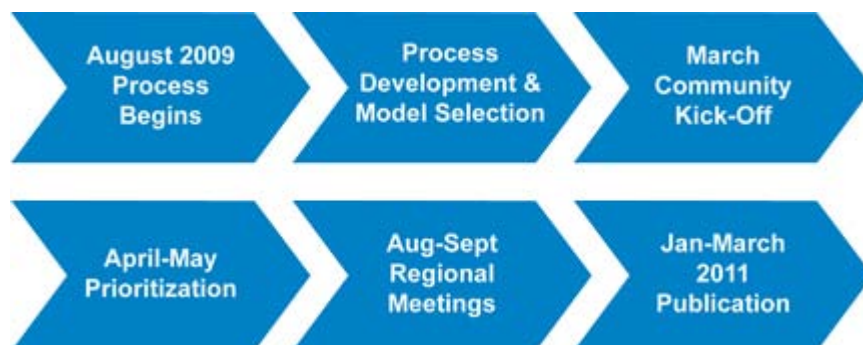 August 2009
Process
Begins
Process
Development &
Model Selection
March
Community
Kick-Off
April-May
Prioritization
Aug-Sept
Regional
Meetings
Jan-March
2011
Publication